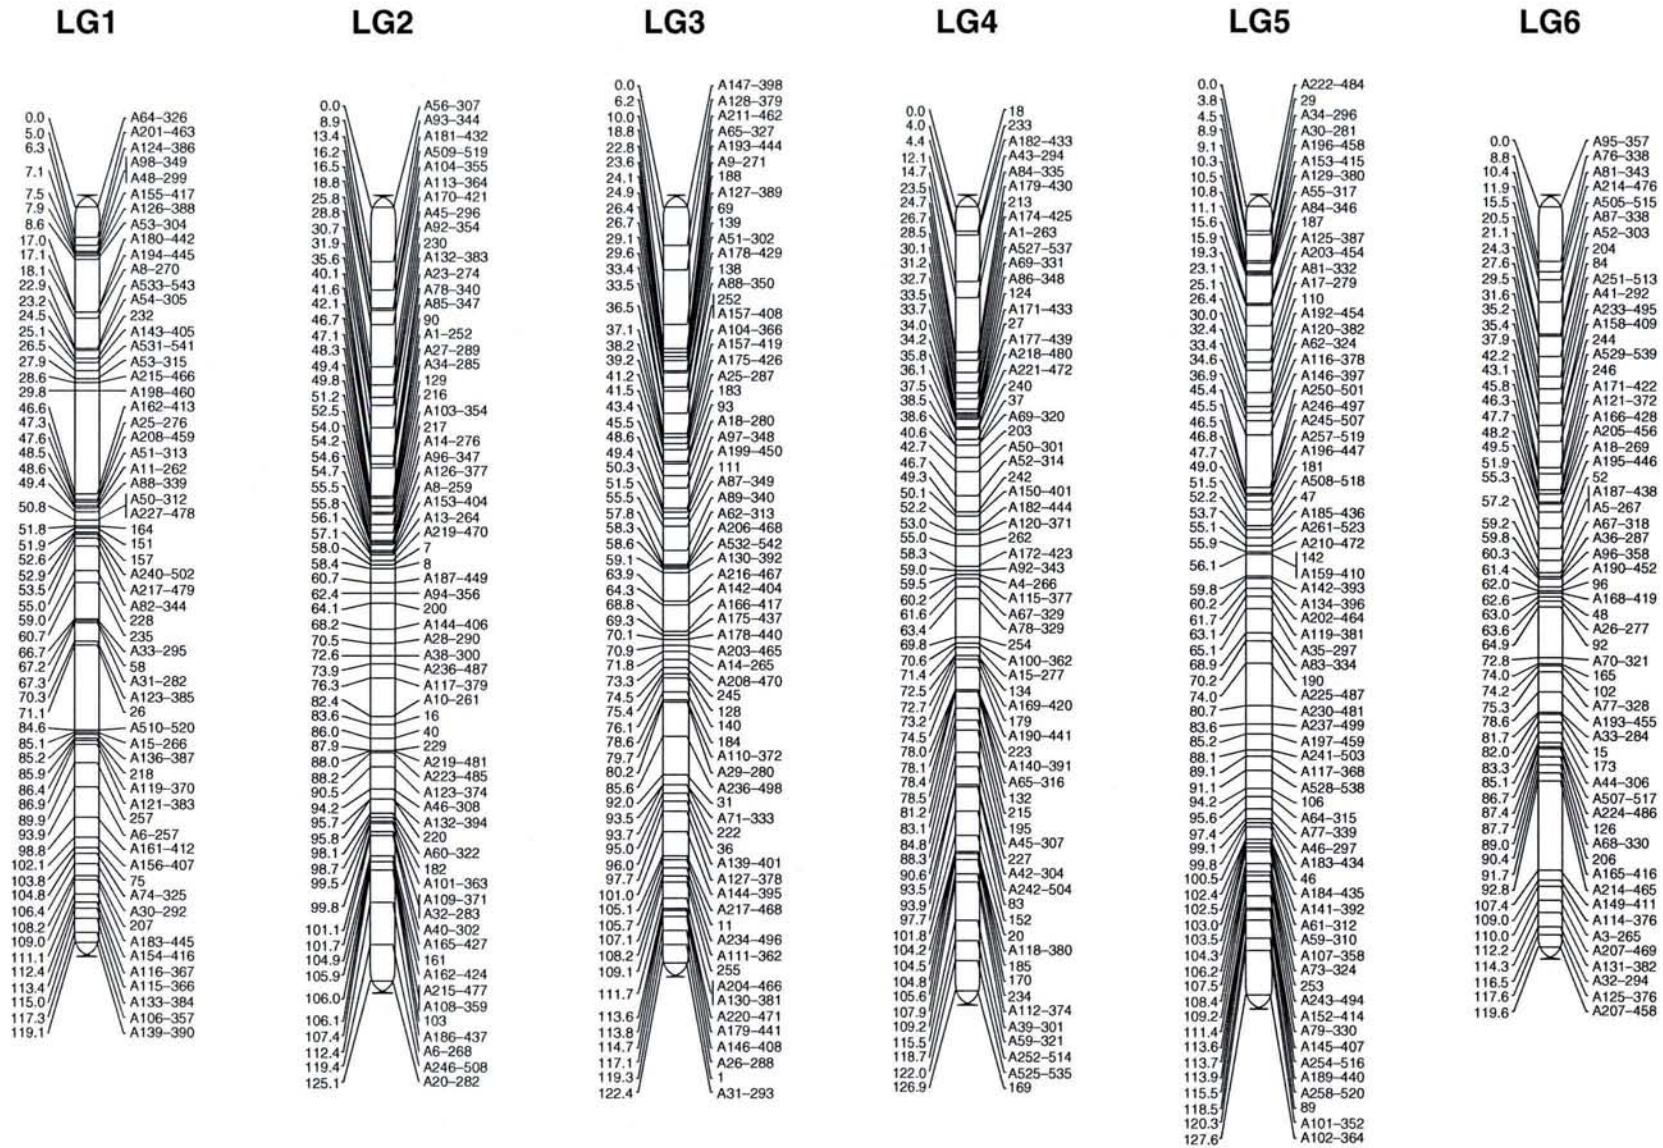 LG1
0.0 A64–326
5.0 A201–463
6.3 A124–386
7.1 A98–349
A48–299
7.5 A155–417
7.9 A126–388
8.6 A53–304
17.0 A180–442
17.1 A194–445
18.1 A8–270
22.9 A533–543
23.2 A54–305
24.5 232
25.1 A143–405
26.5 A531–541
27.9 A53–315
28.6 A215–466
29.8 A198–460
46.6 A162–413
47.3 A25–276
47.6 A208–459
48.5 A51–313
48.6 A11–262
49.4 A88–339
50.8 A50–312
A227–478
51.8 164
51.9 151
52.6 157
52.9 A240–502
53.5 A217–479
55.0 A82–344
59.0 228
60.7 235
66.7 A33–295
67.2 58
67.3 A31–282
70.3 A123–385
71.1 26
84.6 A510–520
85.1 A15–266
85.2 A136–387
85.9 218
86.4 A119–370
86.9 A121–383
89.9 257
93.9 A6–257
98.8 A161–412
102.1 A156–407
103.8 75
104.8 A74–325
106.4 A30–292
108.2 207
109.0 A183–445
111.1 A154–416
112.4 A116–367
113.4 A115–366
115.0 A133–384
117.3 A106–357
119.1 A139–390
LG2
0.0 A56–307
8.9 A93–344
13.4 A181–432
16.2 A509–519
16.5 A104–355
18.8 A113–364
25.8 A170–421
28.8 A45–296
30.7 A92–354
31.9 230
35.6 A132–383
40.1 A23–274
41.6 A78–340
42.1 A85–347
46.7 90
47.1 A1–252
48.3 A27–289
49.4 A34–285
49.8 129
51.2 216
52.5 A103–354
54.0 217
54.2 A14–276
54.6 A96–347
54.7 A126–377
55.5 A8–259
55.8 A153–404
56.1 A13–264
57.1 A219–470
58.0 7
58.4 8
60.7 A187–449
62.4 A94–356
64.1 200
68.2 A144–406
70.5 A28–290
72.6 A38–300
73.9 A236–487
76.3 A117–379
82.4 A10–261
83.6 16
86.0 40
87.9 229
88.0 A219–481
88.2 A223–485
90.5 A123–374
94.2 A46–308
95.7 A132–394
95.8 220
98.1 A60–322
98.7 182
99.5 A101–363
99.8 A109–371
A32–283
101.1 A40–302
101.7 A165–427
104.9 161
105.9 A162–424
106.0 A215–477
A108–359
106.1 103
107.4 A186–437
112.4 A6–268
119.4 A246–508
125.1 A20–282
LG3
0.0 A147–398
6.2 A128–379
10.0 A211–462
18.8 A65–327
22.8 A193–444
23.6 A9–271
24.1 188
24.9 A127–389
26.4 69
26.7 139
29.1 A51–302
29.6 A178–429
33.4 138
33.5 A88–350
36.5 252
A157–408
37.1 A104–366
38.2 A157–419
39.2 A175–426
41.2 A25–287
41.5 183
43.4 93
45.5 A18–280
48.6 A97–348
49.4 A199–450
50.3 111
51.5 A87–349
55.5 A89–340
57.8 A62–313
58.3 A206–468
58.6 A532–542
59.1 A130–392
63.9 A216–467
64.3 A142–404
68.8 A166–417
69.3 A175–437
70.1 A178–440
70.9 A203–465
71.8 A14–265
73.3 A208–470
74.5 245
75.4 128
76.1 140
78.6 184
79.7 A110–372
80.2 A29–280
85.6 A236–498
92.0 31
93.5 A71–333
93.7 222
95.0 36
96.0 A139–401
97.7 A127–378
101.0 A144–395
105.1 A217–468
105.7 11
107.1 A234–496
108.2 A111–362
109.1 255
111.7 A204–466
A130–381
113.6 A220–471
113.8 A179–441
114.7 A146–408
117.1 A26–288
119.3 1
122.4 A31–293
LG4
0.0 18
4.0 233
4.4 A182–433
12.1 A43–294
14.7 A84–335
23.5 A179–430
24.7 213
26.7 A174–425
28.5 A1–263
30.1 A527–537
31.2 A69–331
32.7 A86–348
33.5 124
33.7 A171–433
34.0 27
34.2 A177–439
35.8 A218–480
36.1 A221–472
37.5 240
38.5 37
38.6 A69–320
40.6 203
42.7 A50–301
46.7 A52–314
49.3 242
50.1 A150–401
52.2 A182–444
53.0 A120–371
55.0 262
58.3 A172–423
59.0 A92–343
59.5 A4–266
60.2 A115–377
61.6 A67–329
63.4 A78–329
69.8 254
70.6 A100–362
71.4 A15–277
72.5 134
72.7 A169–420
73.2 179
74.5 A190–441
78.0 223
78.1 A140–391
78.4 A65–316
78.5 132
81.2 215
83.1 195
84.8 A45–307
88.3 227
90.6 A42–304
93.5 A242–504
93.9 83
97.7 152
101.8 20
104.2 A118–380
104.5 185
104.8 170
105.6 234
107.9 A112–374
109.2 A39–301
115.5 A59–321
118.7 A252–514
122.0 A525–535
126.9 169
LG5
0.0 A222–484
3.8 29
4.5 A34–296
8.9 A30–281
9.1 A196–458
10.3 A153–415
10.5 A129–380
10.8 A55–317
11.1 A84–346
15.6 187
15.9 A125–387
19.3 A203–454
23.1 A81–332
25.1 A17–279
26.4 110
30.0 A192–454
32.4 A120–382
33.4 A62–324
34.6 A116–378
36.9 A146–397
45.4 A250–501
45.5 A246–497
46.5 A245–507
46.8 A257–519
47.7 A196–447
49.0 181
51.5 A508–518
52.2 47
53.7 A185–436
55.1 A261–523
55.9 A210–472
56.1 142
A159–410
59.8 A142–393
60.2 A134–396
61.7 A202–464
63.1 A119–381
65.1 A35–297
68.9 A83–334
70.2 190
74.0 A225–487
80.7 A230–481
83.6 A237–499
85.2 A197–459
88.1 A241–503
89.1 A117–368
91.1 A528–538
94.2 106
95.6 A64–315
97.4 A77–339
99.1 A46–297
99.8 A183–434
100.5 46
102.4 A184–435
102.5 A141–392
103.0 A61–312
103.5 A59–310
104.3 A107–358
106.2 A73–324
107.5 253
108.4 A243–494
109.2 A152–414
111.4 A79–330
113.6 A145–407
113.7 A254–516
113.9 A189–440
115.5 A258–520
118.5 89
120.3 A101–352
127.6 A102–364
LG6
0.0 A95–357
8.8 A76–338
10.4 A81–343
11.9 A214–476
15.5 A505–515
20.5 A87–338
21.1 A52–303
24.3 204
27.6 84
29.5 A251–513
31.6 A41–292
35.2 A233–495
35.4 A158–409
37.9 244
42.2 A529–539
43.1 246
45.8 A171–422
46.3 A121–372
47.7 A166–428
48.2 A205–456
49.5 A18–269
51.9 A195–446
55.3 52
57.2 A187–438
A5–267
59.2 A67–318
59.8 A36–287
60.3 A96–358
61.4 A190–452
62.0 96
62.6 A168–419
63.0 48
63.6 A26–277
64.9 92
72.8 A70–321
74.0 165
74.2 102
75.3 A77–328
78.6 A193–455
81.7 A33–284
82.0 15
83.3 173
85.1 A44–306
86.7 A507–517
87.4 A224–486
87.7 126
89.0 A68–330
90.4 206
91.7 A165–416
92.8 A214–465
107.4 A149–411
109.0 A114–376
110.0 A3–265
112.2 A207–469
114.3 A131–382
116.5 A32–294
117.6 A125–376
119.6 A207–458